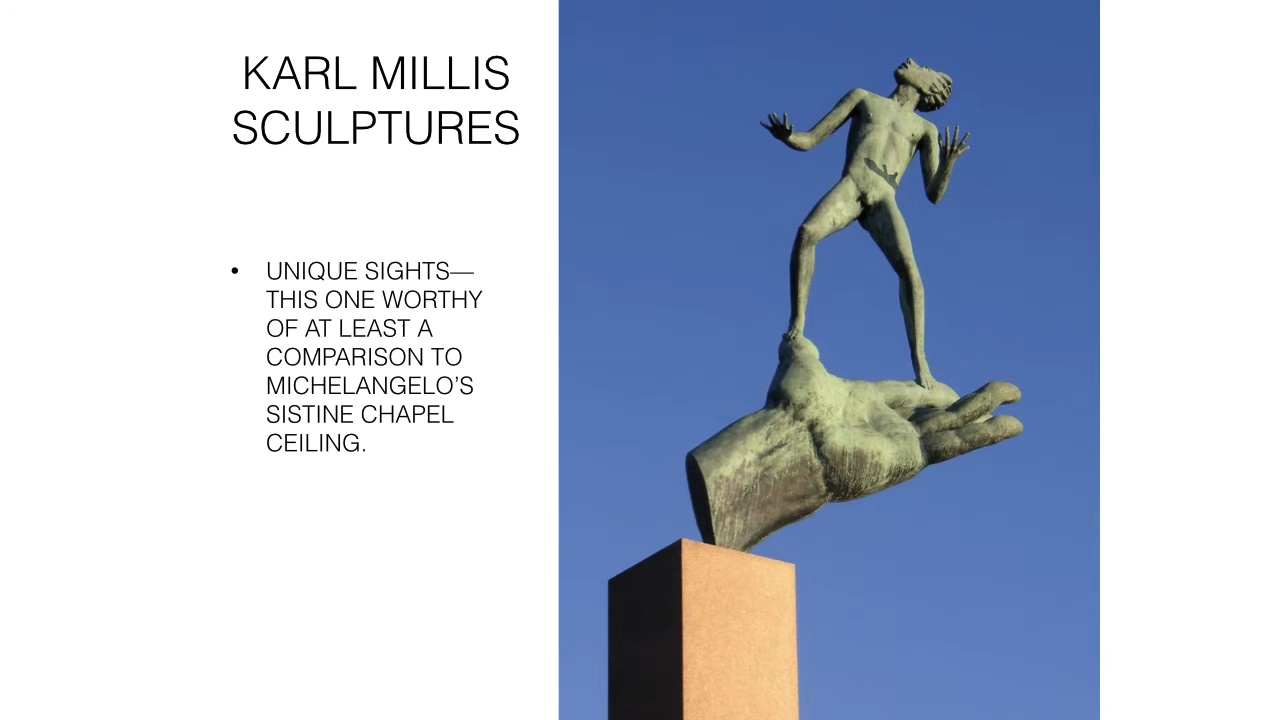 KARL MILLIS
SCULPTURES
• UNIQUE SIGHTS—
THIS ONE WORTHY
OF AT LEAST A
COMPARISON TO
MICHELANGELO’S
SISTINE CHAPEL
CEILING.